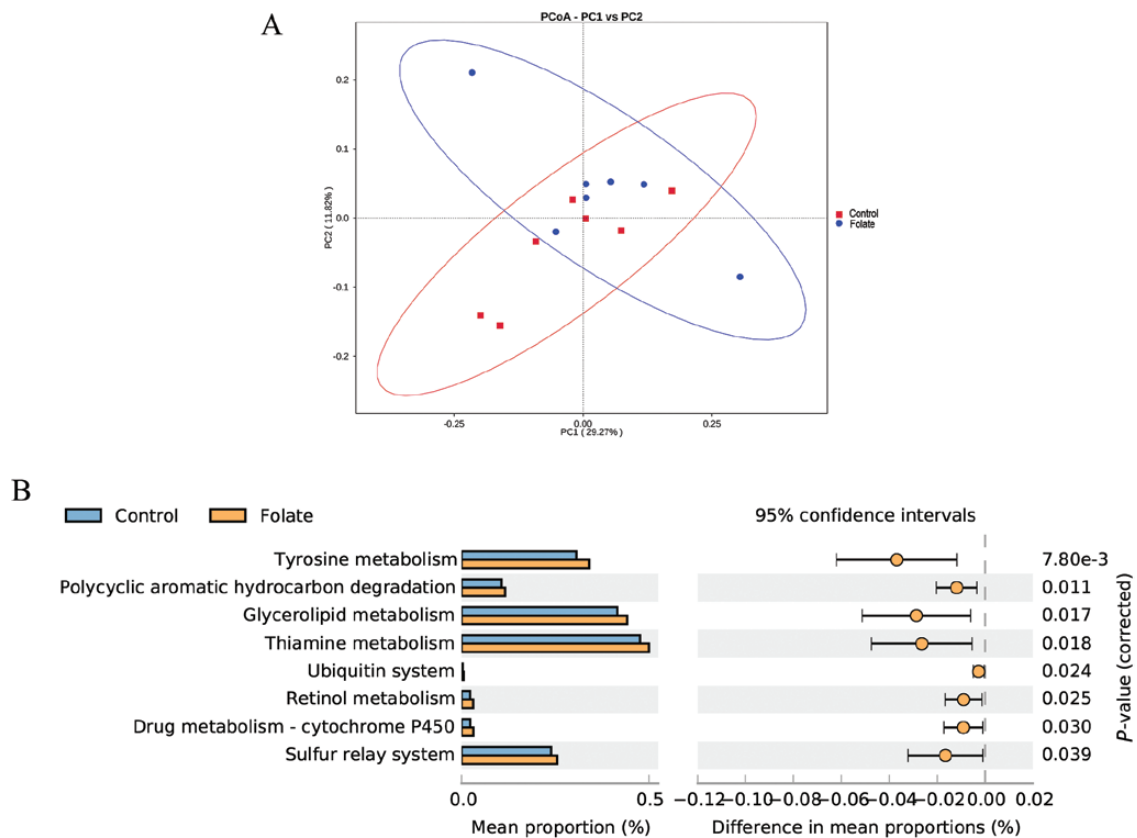 A
PCoA - PC1 vs PC2
PC2 ( 11.82%)
0.2
0.1
0.0
-0.1
-0.2
-0.25
0.00
0.25
PC1 ( 29.27%)
Control
Folate
B
Control
Folate
95% confidence intervals
Tyrosine metabolism
7.80e-3
Polycyclic aromatic hydrocarbon degradation
0.011
Glycerolipid metabolism
0.017
Thiamine metabolism
0.018
Ubiquitin system
0.024
Retinol metabolism
0.025
Drug metabolism - cytochrome P450
0.030
Sulfur relay system
0.039
P-value (corrected)
0.0
0.5
−0.12
−0.10
−0.08
−0.06
−0.04
−0.02
0.00
0.02
Mean proportion (%)
Difference in mean proportions (%)